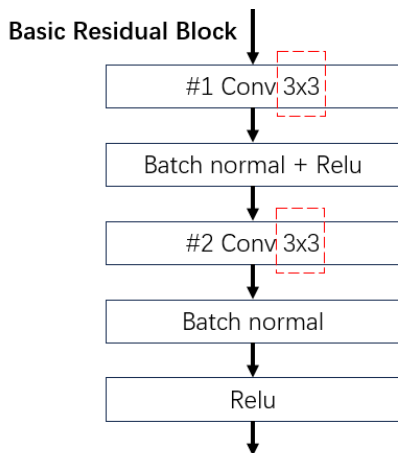 Basic Residual Block
#1 Conv 3x3
Batch normal + Relu
#2 Conv 3x3
Batch normal
Relu